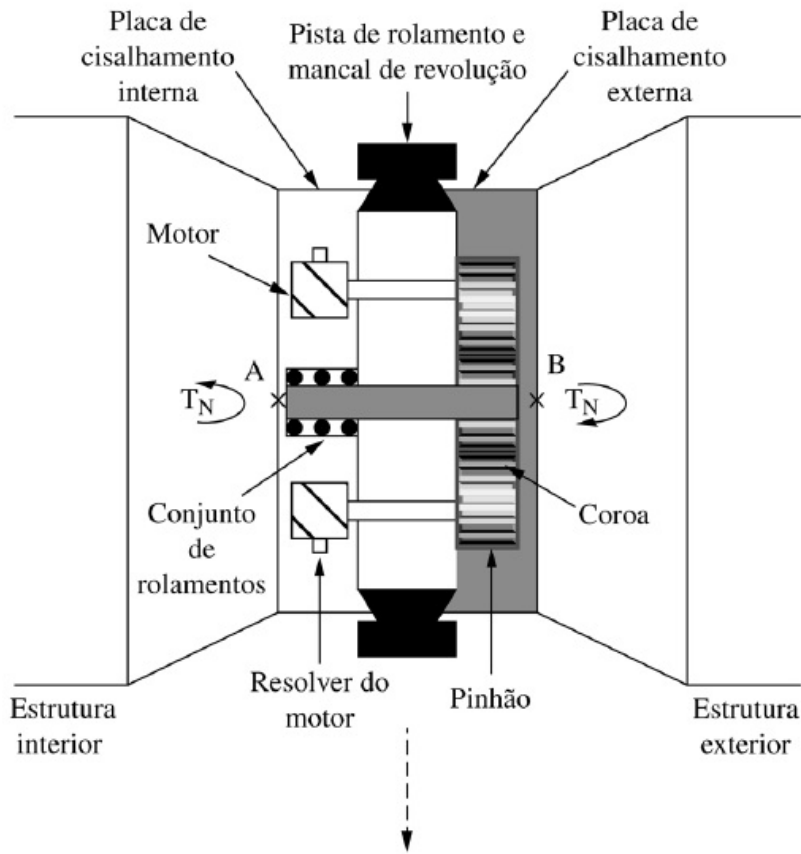 Placa de
cisalhamento
interna
Pista de rolamento e
mancal de revolução
Placa de
cisalhamento
externa
Motor
A
B
T_N
T_N
Conjunto
de
rolamentos
Coroa
Resolver do
motor
Pinhão
Estrutura
interior
Estrutura
exterior